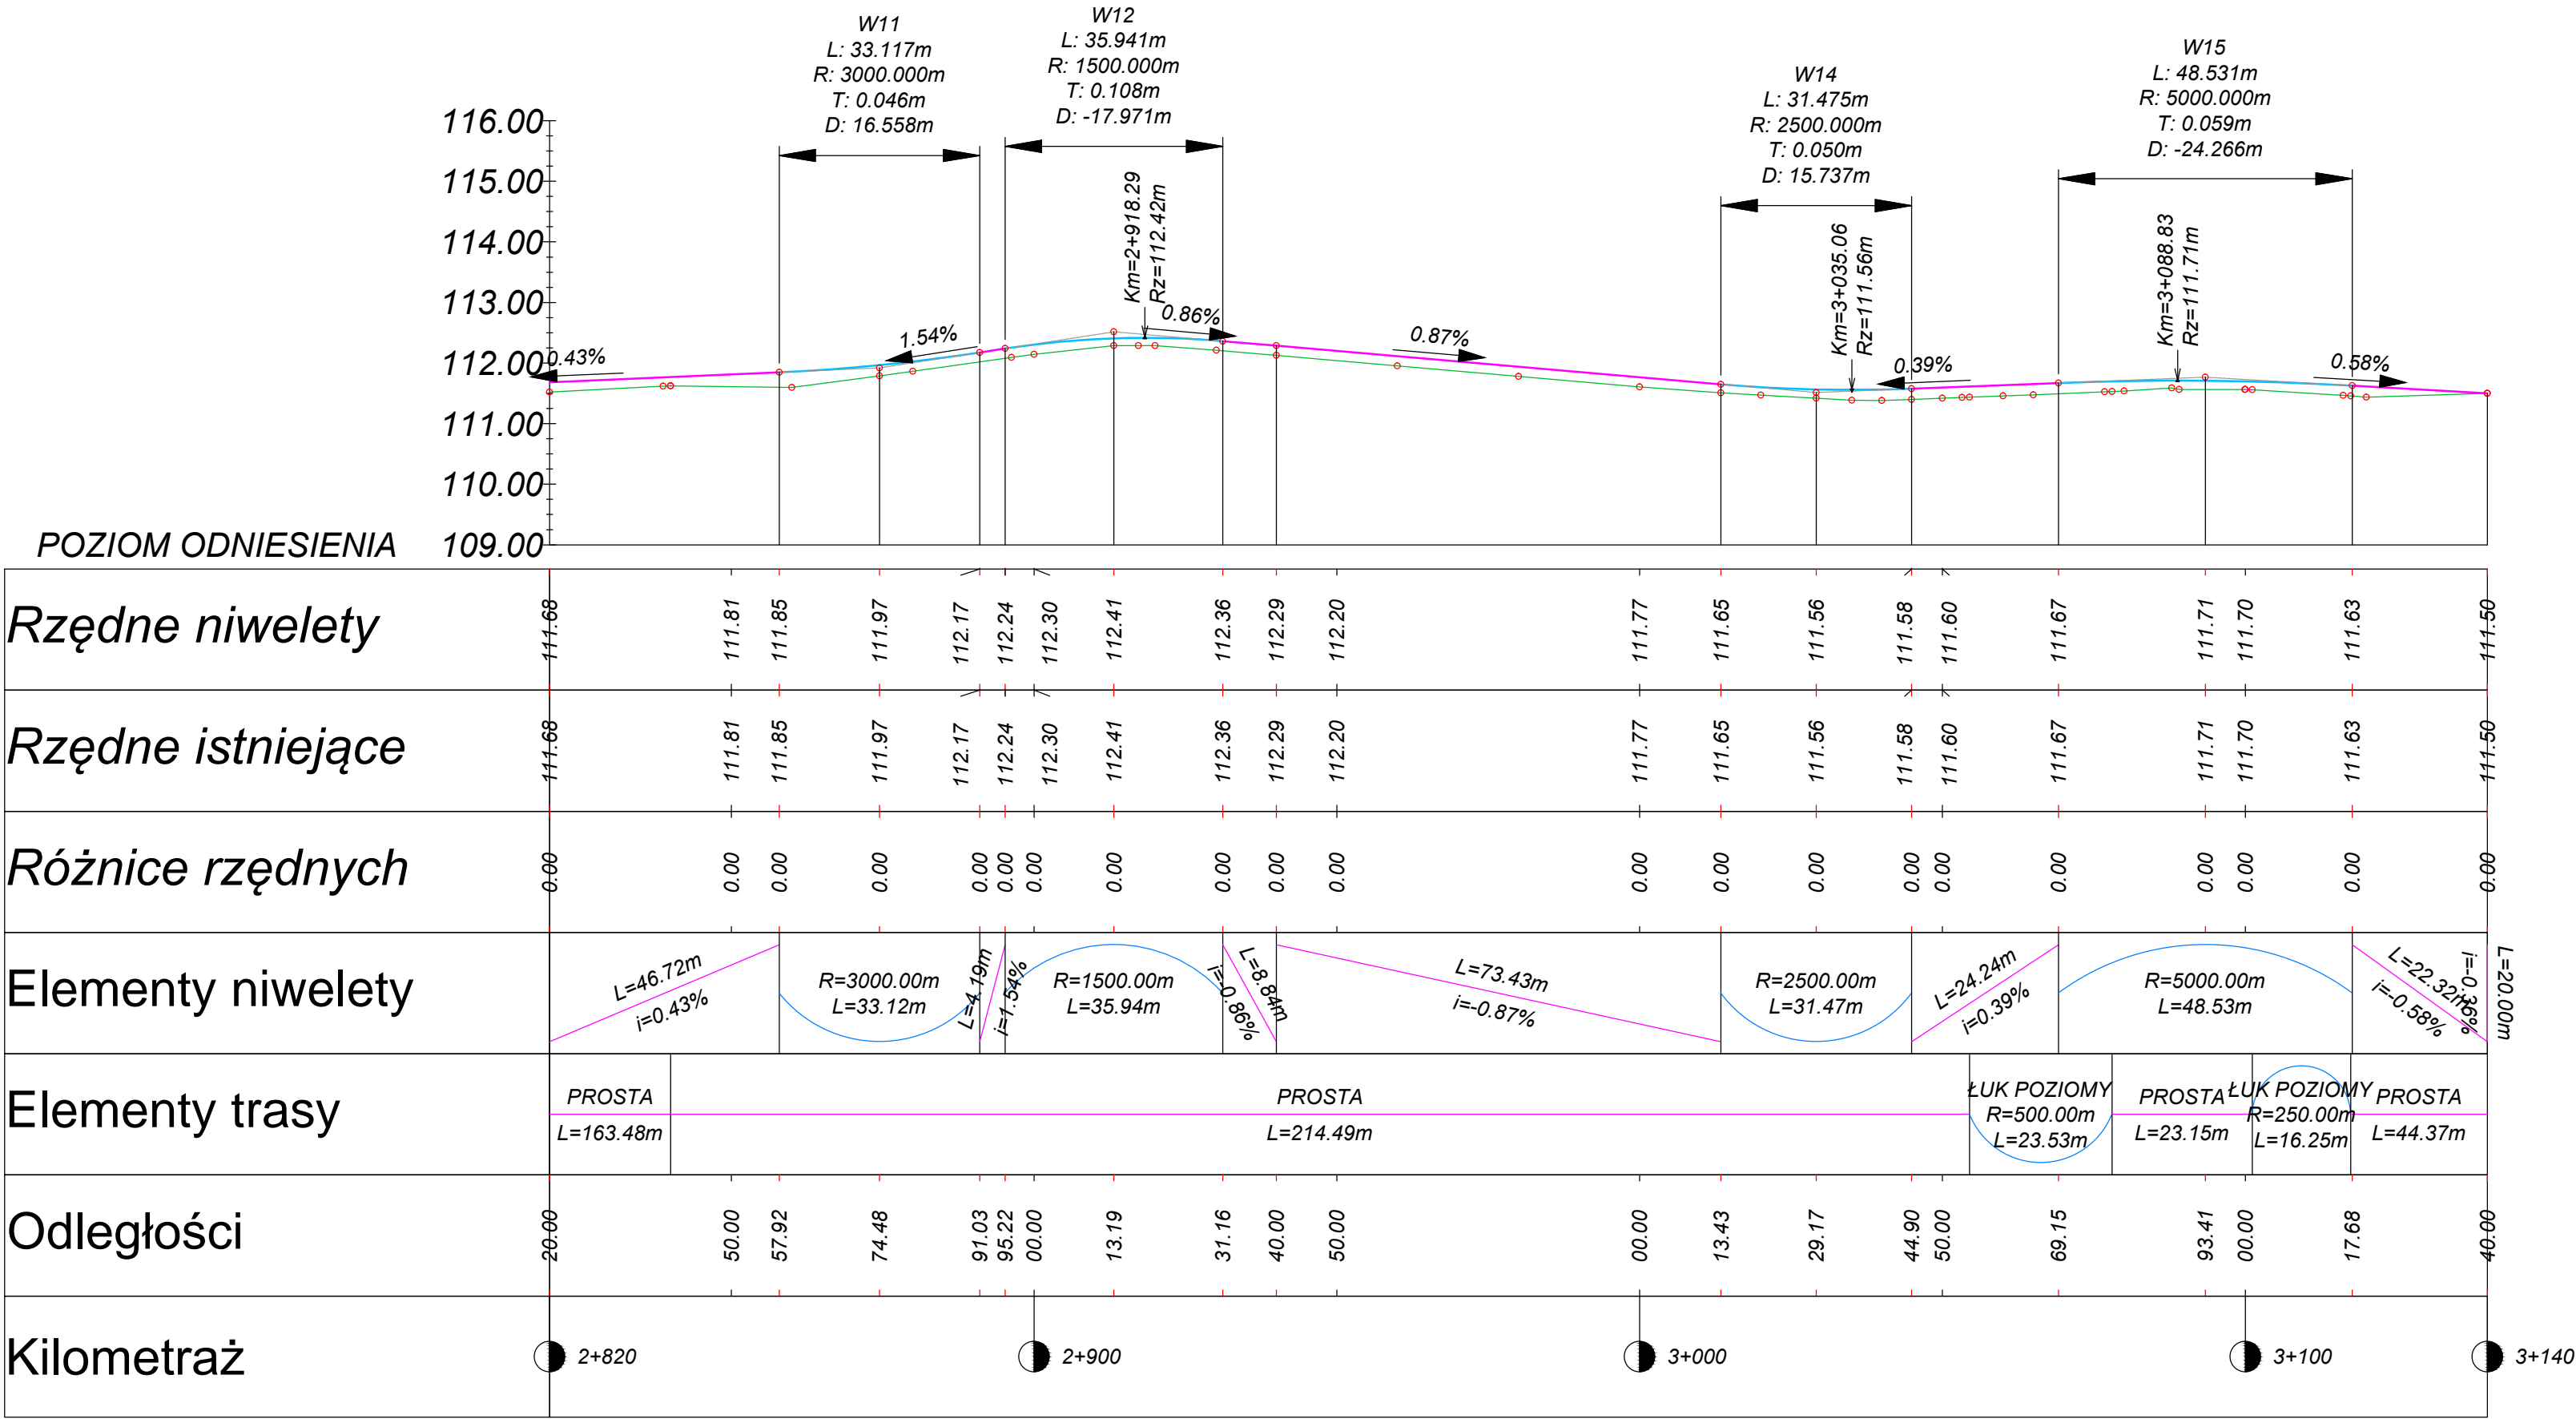 W11
L: 33.117m
R: 3000.000m
T: 0.046m
D: 16.558m
W12
L: 35.941m
R: 1500.000m
T: 0.108m
D: -17.971m
W14
L: 31.475m
R: 2500.000m
T: 0.050m
D: 15.737m
W15
L: 48.531m
R: 5000.000m
T: 0.059m
D: -24.266m
116.00
115.00
114.00
113.00
112.00
111.00
110.00
109.00
POZIOM ODNIESIENIA
0.43%
1.54%
Km=2+918.29
Rz=112.42m
0.86%
0.87%
Km=3+035.06
Rz=111.56m
0.39%
Km=3+088.83
Rz=111.71m
0.58%
Rzędne niwelety
111.68 111.81 111.85 111.97 112.17 112.24 112.30 112.41 112.36 112.29 112.20 111.77 111.65 111.56 111.58 111.60 111.67 111.71 111.70 111.63 111.50
Rzędne istniejące
111.68 111.81 111.85 111.97 112.17 112.24 112.30 112.41 112.36 112.29 112.20 111.77 111.65 111.56 111.58 111.60 111.67 111.71 111.70 111.63 111.50
Różnice rzędnych
0.00 0.00 0.00 0.00 0.00 0.00 0.00 0.00 0.00 0.00 0.00 0.00 0.00 0.00 0.00 0.00 0.00 0.00 0.00 0.00 0.00
Elementy niwelety
L=46.72m
i=0.43%
R=3000.00m
L=33.12m
L=4.19m
i=1.54%
R=1500.00m
L=35.94m
L=8.84m
i=-0.86%
L=73.43m
i=-0.87%
R=2500.00m
L=31.47m
L=24.24m
i=0.39%
R=5000.00m
L=48.53m
L=22.32m
i=-0.58%
i=-0.36%
L=20.00m
Elementy trasy
PROSTA
L=163.48m
PROSTA
L=214.49m
ŁUK POZIOMY
R=500.00m
L=23.53m
PROSTA
L=23.15m
ŁUK POZIOMY
R=250.00m
L=16.25m
PROSTA
L=44.37m
Odległości
20.00 50.00 57.92 74.48 91.03 95.22 00.00 13.19 31.16 40.00 50.00 00.00 13.43 29.17 44.90 50.00 69.15 93.41 00.00 17.68 40.00
Kilometraż
2+820 2+900 3+000 3+100 3+140